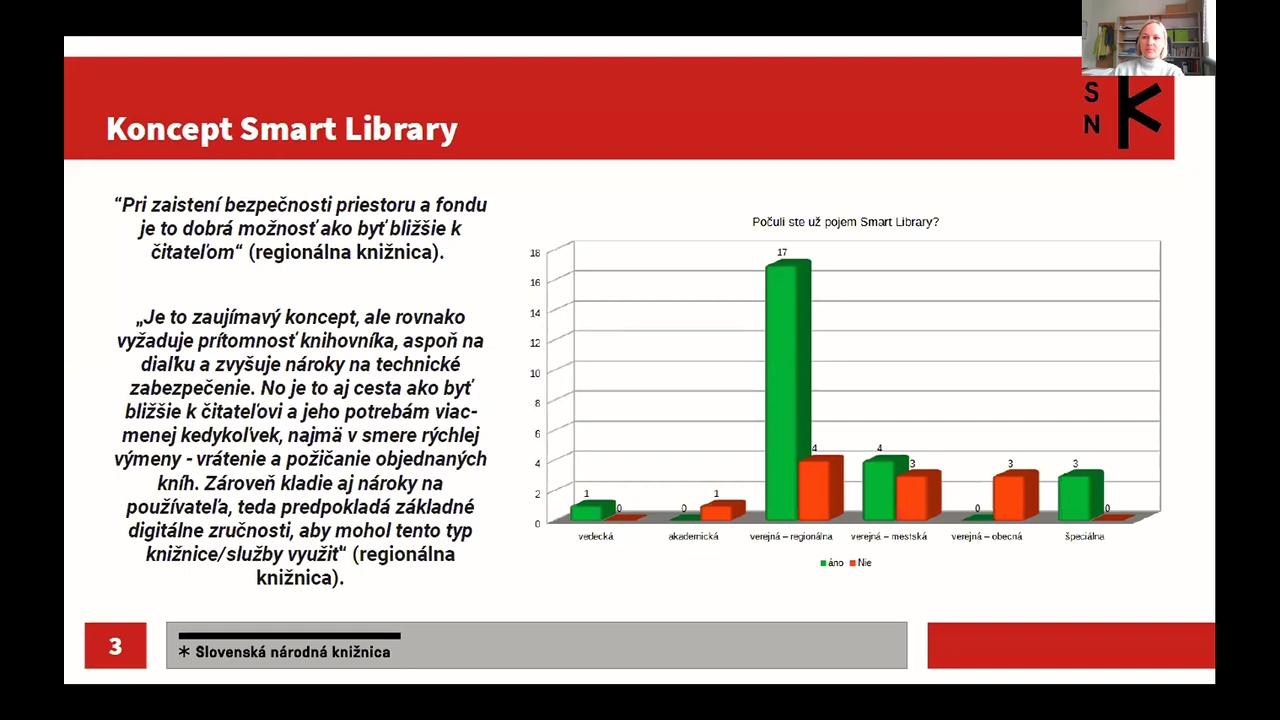 S
N
Koncept Smart Library
“Pri zaistení bezpečnosti priestoru a fondu
je to dobrá možnosť ako byť bližšie k
čitateľom“ (regionálna knižnica).
„Je to zaujímavý koncept, ale rovnako
vyžaduje prítomnosť knihovníka, aspoň na
diaľku a zvyšuje nároky na technické
zabezpečenie. No je to aj cesta ako byť
bližšie k čitateľovi a jeho potrebám viac-
menej kedykoľvek, najmä v smere rýchlej
výmeny - vrátenie a požičanie objednaných
kníh. Zároveň kladie aj nároky na
používateľa, teda predpokladá základné
digitálne zručnosti, aby mohol tento typ
knižnice/služby využiť“ (regionálna
knižnica).
Počuli ste už pojem Smart Library?
18
16
14
12
10
8
6
4
2
0
1 0 0 1 17 4 4 3 0 3 3 0
vedecká akademická verejná – regionálna verejná – mestská verejná – obecná špeciálna
áno Nie
3
Slovenská národná knižnica